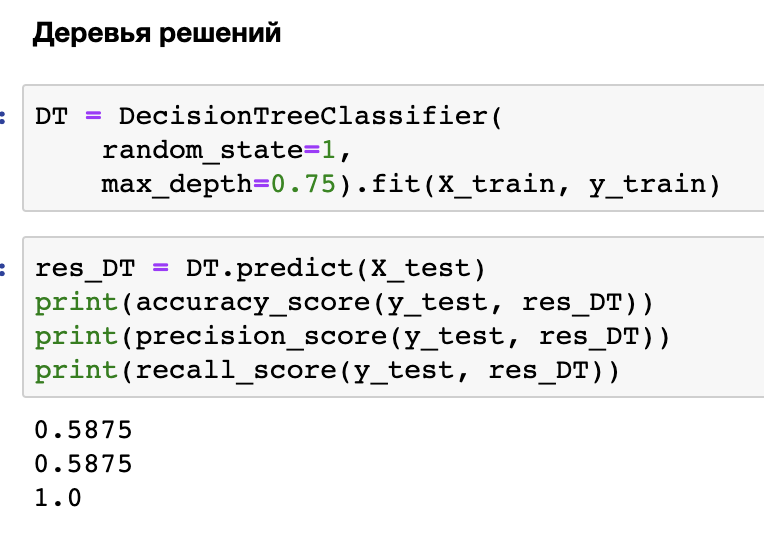 Деревья решений
:
DT = DecisionTreeClassifier(
    random_state=1,
    max_depth=0.75).fit(X_train, y_train)
:
res_DT = DT.predict(X_test)
print(accuracy_score(y_test, res_DT))
print(precision_score(y_test, res_DT))
print(recall_score(y_test, res_DT))
0.5875
0.5875
1.0